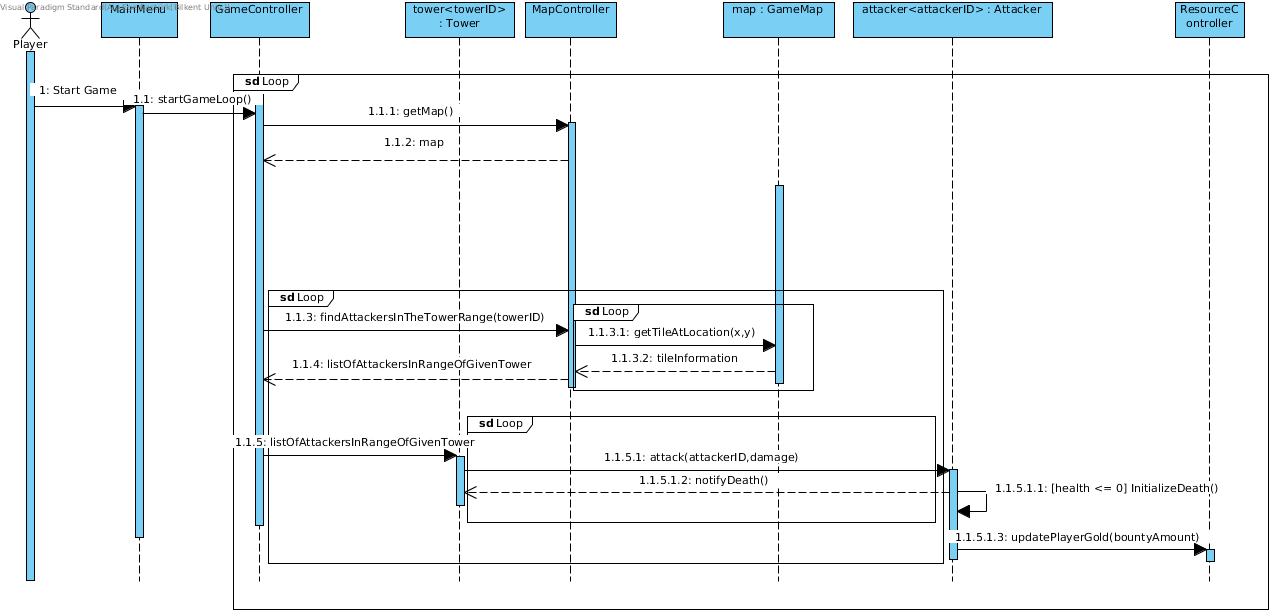 Visual Paradigm Standard
MainMenu
GameController
tower<towerID>
: Tower
MapController
map : GameMap
attacker<attackerID> : Attacker
ResourceC
ontroller
Player
sd Loop
1: Start Game
1.1: startGameLoop()
1.1.1: getMap()
1.1.2: map
sd Loop
sd Loop
1.1.3: findAttackersInTheTowerRange(towerID)
1.1.3.1: getTileAtLocation(x,y)
1.1.3.2: tileInformation
1.1.4: listOfAttackersInRangeOfGivenTower
sd Loop
1.1.5: listOfAttackersInRangeOfGivenTower
1.1.5.1: attack(attackerID,damage)
1.1.5.1.2: notifyDeath()
1.1.5.1.1: [health <= 0] InitializeDeath()
1.1.5.1.3: updatePlayerGold(bountyAmount)